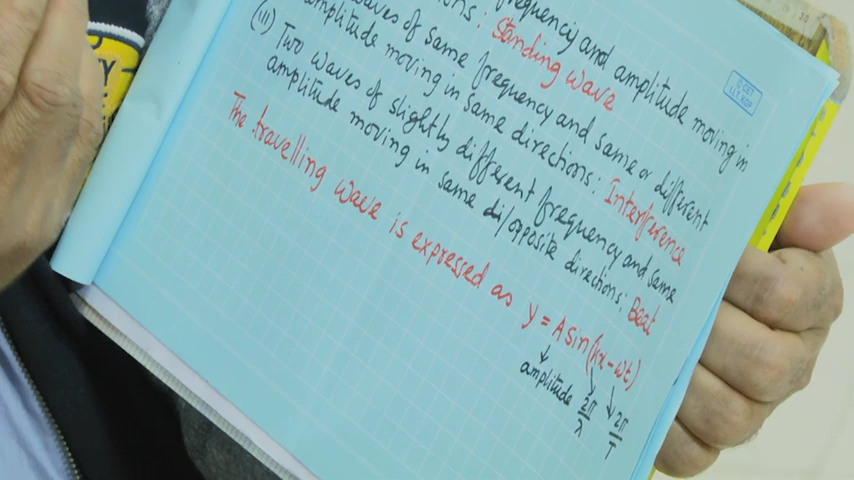 frequency and amplitude moving in
ons: Standing wave
waves of same frequency and same or different
amplitude moving in same directions: Interference
(iii) Two waves of slightly different frequency and same
amplitude moving in same di/opposite directions: Beat
The travelling wave is expressed as y = A sin(kx - ωt)
↓ ↓ ↓
amplitude 2π/λ 2π/T